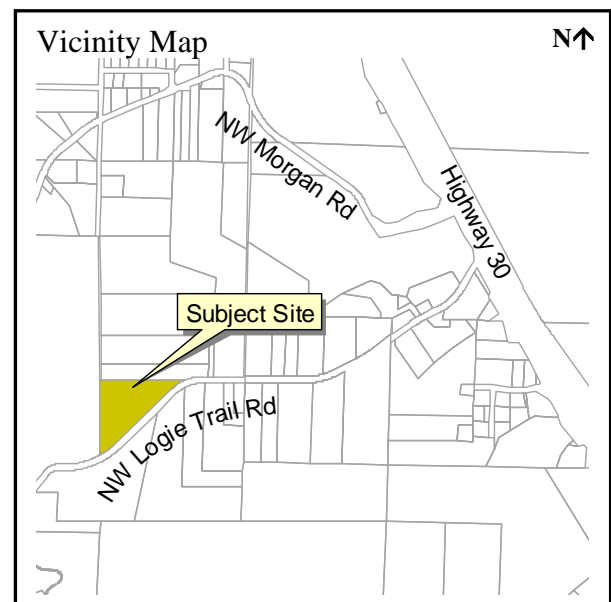 Vicinity Map
N↑
NW Morgan Rd
Highway 30
Subject Site
NW Logie Trail Rd